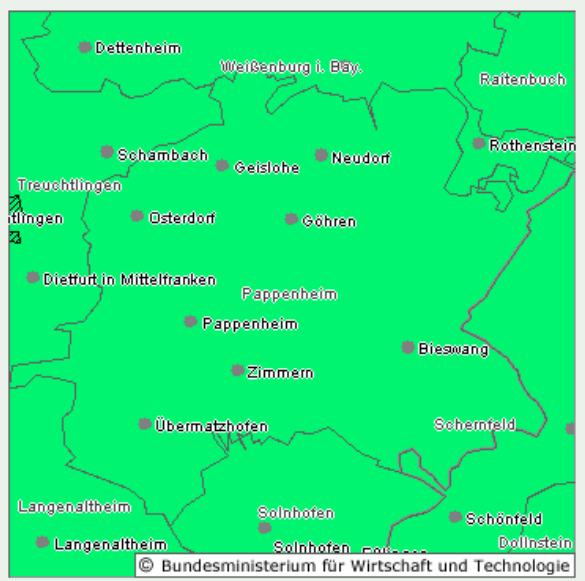 Dettenheim
Weißenburg i. Bay.
Raitenbuch
Rothenstein
Schambach
Geislohe
Neudorf
Treuchtlingen
Osterdorf
Göhren
Dietfurt in Mittelfranken
Pappenheim
Pappenheim
Bieswang
Zimmern
Übermatzhofen
Schernfeld
Langenaltheim
Solnhofen
Schönfeld
Langenaltheim
Solnhofen
Dollnstein
© Bundesministerium für Wirtschaft und Technologie